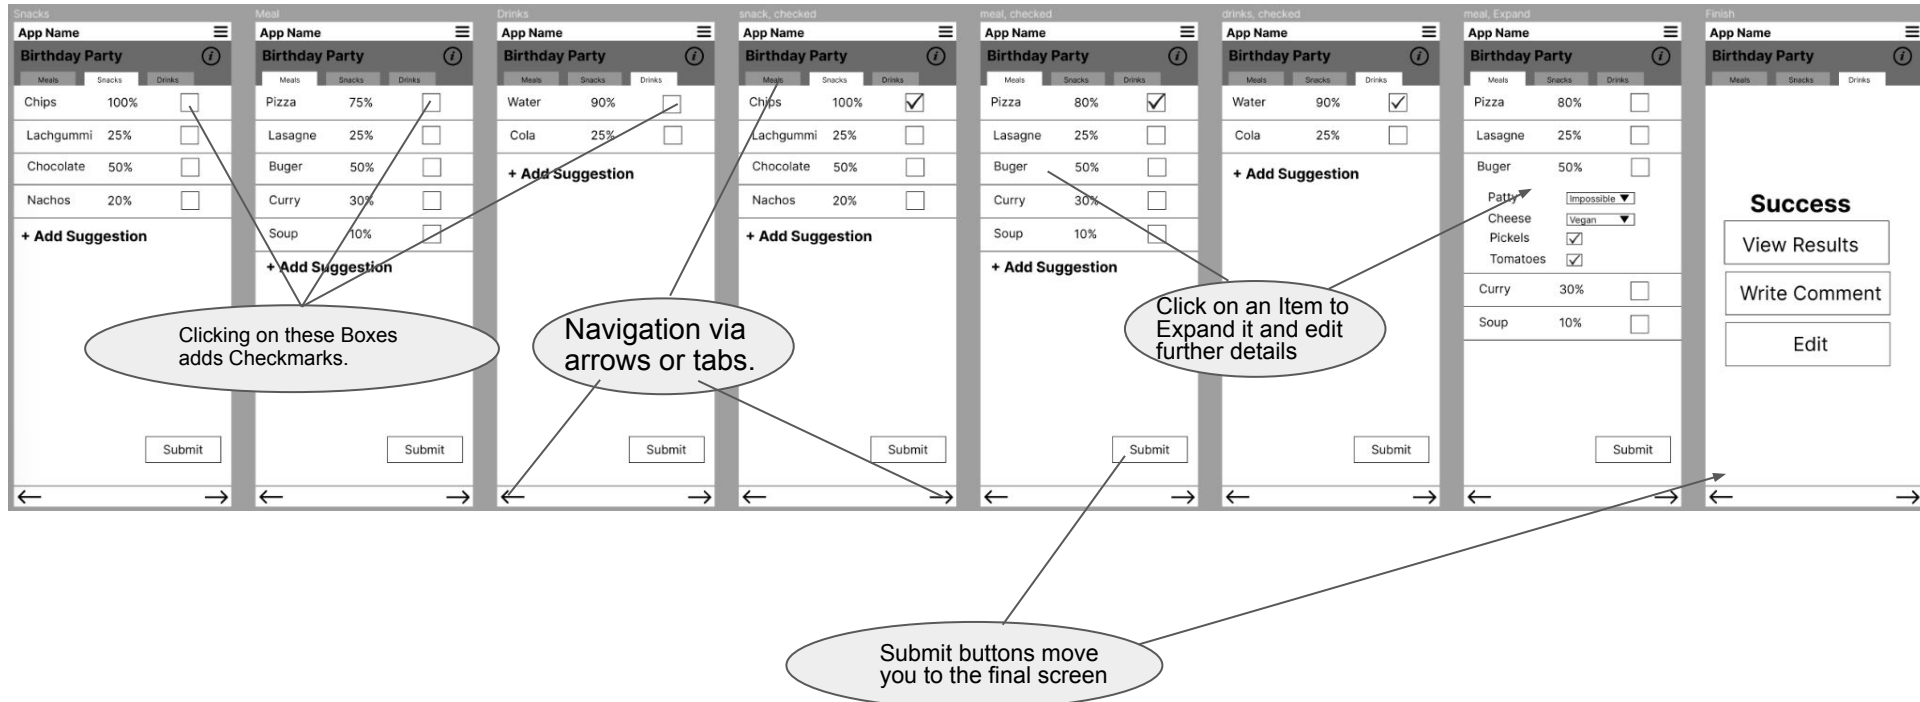 Snacks
App Name
Birthday Party
i
Meals Snacks Drinks
Chips 100%
Lachgummi 25%
Chocolate 50%
Nachos 20%
+ Add Suggestion
Submit
Meal
App Name
Birthday Party
i
Meals Snacks Drinks
Pizza 75%
Lasagne 25%
Buger 50%
Curry 30%
Soup 10%
+ Add Suggestion
Submit
Drinks
App Name
Birthday Party
i
Meals Snacks Drinks
Water 90%
Cola 25%
+ Add Suggestion
Submit
snack, checked
App Name
Birthday Party
i
Meals Snacks Drinks
Chips 100%
Lachgummi 25%
Chocolate 50%
Nachos 20%
+ Add Suggestion
Submit
meal, checked
App Name
Birthday Party
i
Meals Snacks Drinks
Pizza 80%
Lasagne 25%
Buger 50%
Curry 30%
Soup 10%
+ Add Suggestion
Submit
drinks, checked
App Name
Birthday Party
i
Meals Snacks Drinks
Water 90%
Cola 25%
+ Add Suggestion
Submit
meal, Expand
App Name
Birthday Party
i
Meals Snacks Drinks
Pizza 80%
Lasagne 25%
Buger 50%
Patty Impossible
Cheese Vegan
Pickels
Tomatoes
Curry 30%
Soup 10%
Submit
Finish
App Name
Birthday Party
i
Meals Snacks Drinks
Success
View Results
Write Comment
Edit
Clicking on these Boxes
adds Checkmarks.
Navigation via
arrows or tabs.
Click on an Item to
Expand it and edit
further details
Submit buttons move
you to the final screen